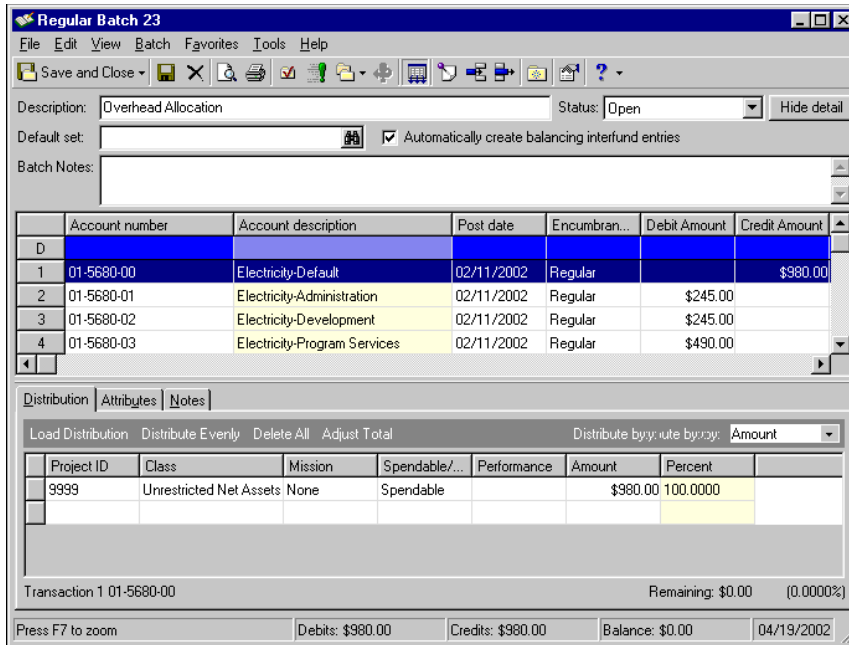 Regular Batch 23
File Edit View Batch Favorites Tools Help
Save and Close
Description: Overhead Allocation Status: Open Hide detail
Default set: Automatically create balancing interfund entries
Batch Notes:
Account number Account description Post date Encumbran... Debit Amount Credit Amount
D
1 01-5680-00 Electricity-Default 02/11/2002 Regular $980.00
2 01-5680-01 Electricity-Administration 02/11/2002 Regular $245.00
3 01-5680-02 Electricity-Development 02/11/2002 Regular $245.00
4 01-5680-03 Electricity-Program Services 02/11/2002 Regular $490.00
Distribution Attributes Notes
Load Distribution Distribute Evenly Delete All Adjust Total Distribute by: Amount
Project ID Class Mission Spendable/... Performance Amount Percent
9999 Unrestricted Net Assets None Spendable $980.00 100.0000
Transaction 1 01-5680-00 Remaining: $0.00 (0.0000%)
Press F7 to zoom Debits: $980.00 Credits: $980.00 Balance: $0.00 04/19/2002